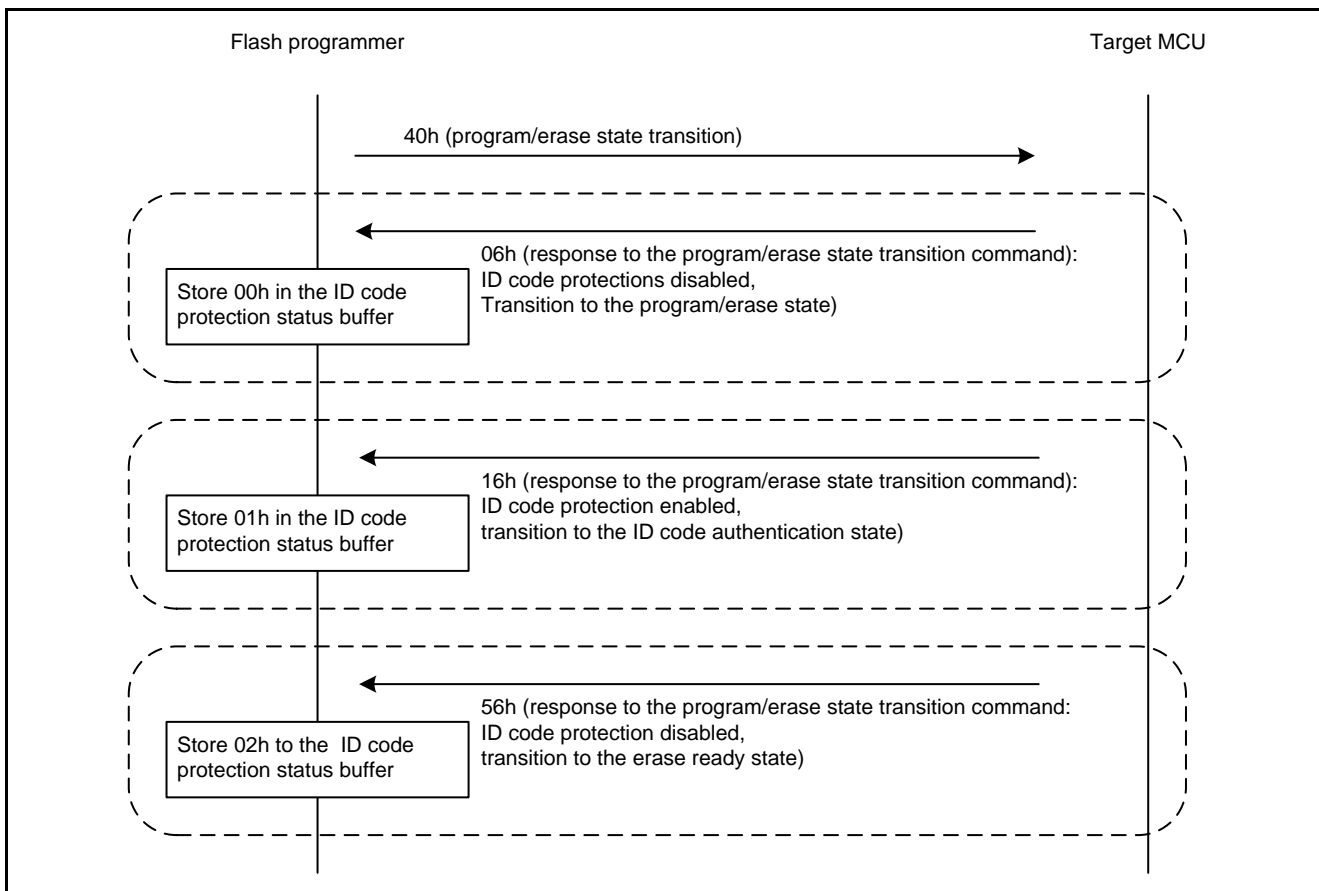 Flash programmer
Target MCU
40h (program/erase state transition)
06h (response to the program/erase state transition command):
ID code protections disabled,
Transition to the program/erase state)
Store 00h in the ID code
protection status buffer
16h (response to the program/erase state transition command):
ID code protection enabled,
transition to the ID code authentication state)
Store 01h in the ID code
protection status buffer
56h (response to the program/erase state transition command:
ID code protection disabled,
transition to the erase ready state)
Store 02h to the ID code
protection status buffer